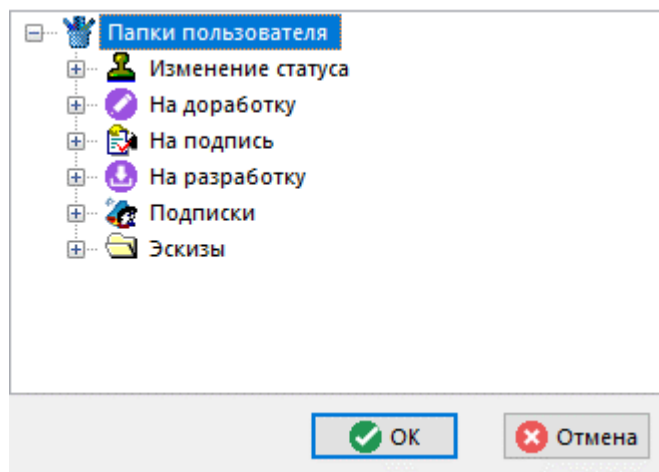 Папки пользователя
Изменение статуса
На доработку
На подпись
На разработку
Подписки
Эскизы
OK Отмена